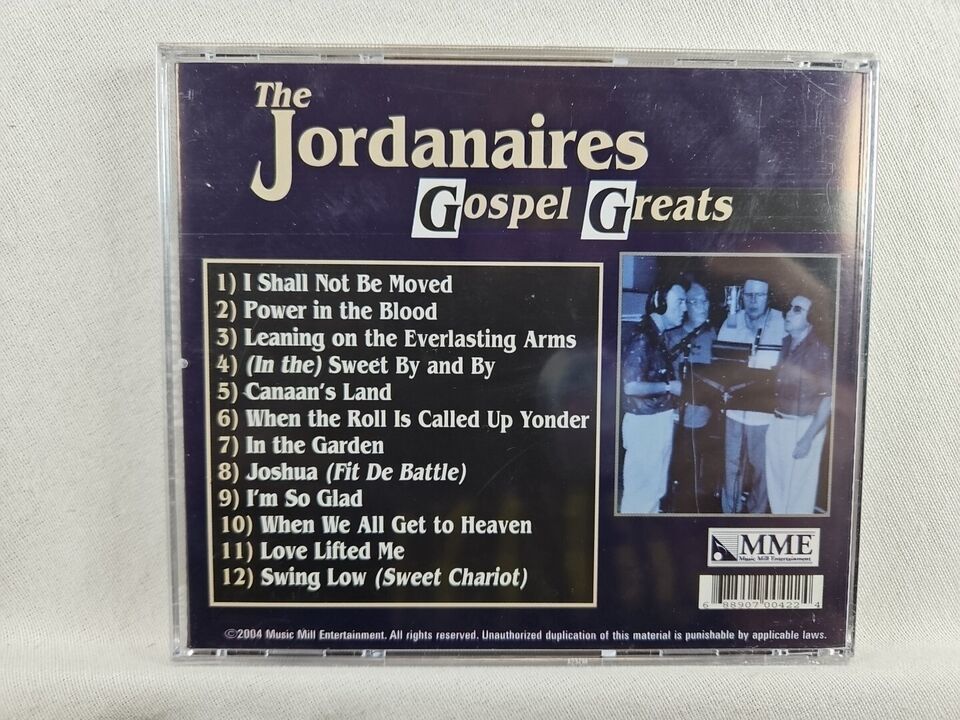 The
Jordanaires
Gospel Greats
1) I Shall Not Be Moved
2) Power in the Blood
3) Leaning on the Everlasting Arms
4) (In the) Sweet By and By
5) Canaan's Land
6) When the Roll Is Called Up Yonder
7) In the Garden
8) Joshua (Fit De Battle)
9) I'm So Glad
10) When We All Get to Heaven
11) Love Lifted Me
12) Swing Low (Sweet Chariot)
MME
Music Mill Entertainment
6 88907 00422 4
©2004 Music Mill Entertainment. All rights reserved. Unauthorized duplication of this material is punishable by applicable laws.